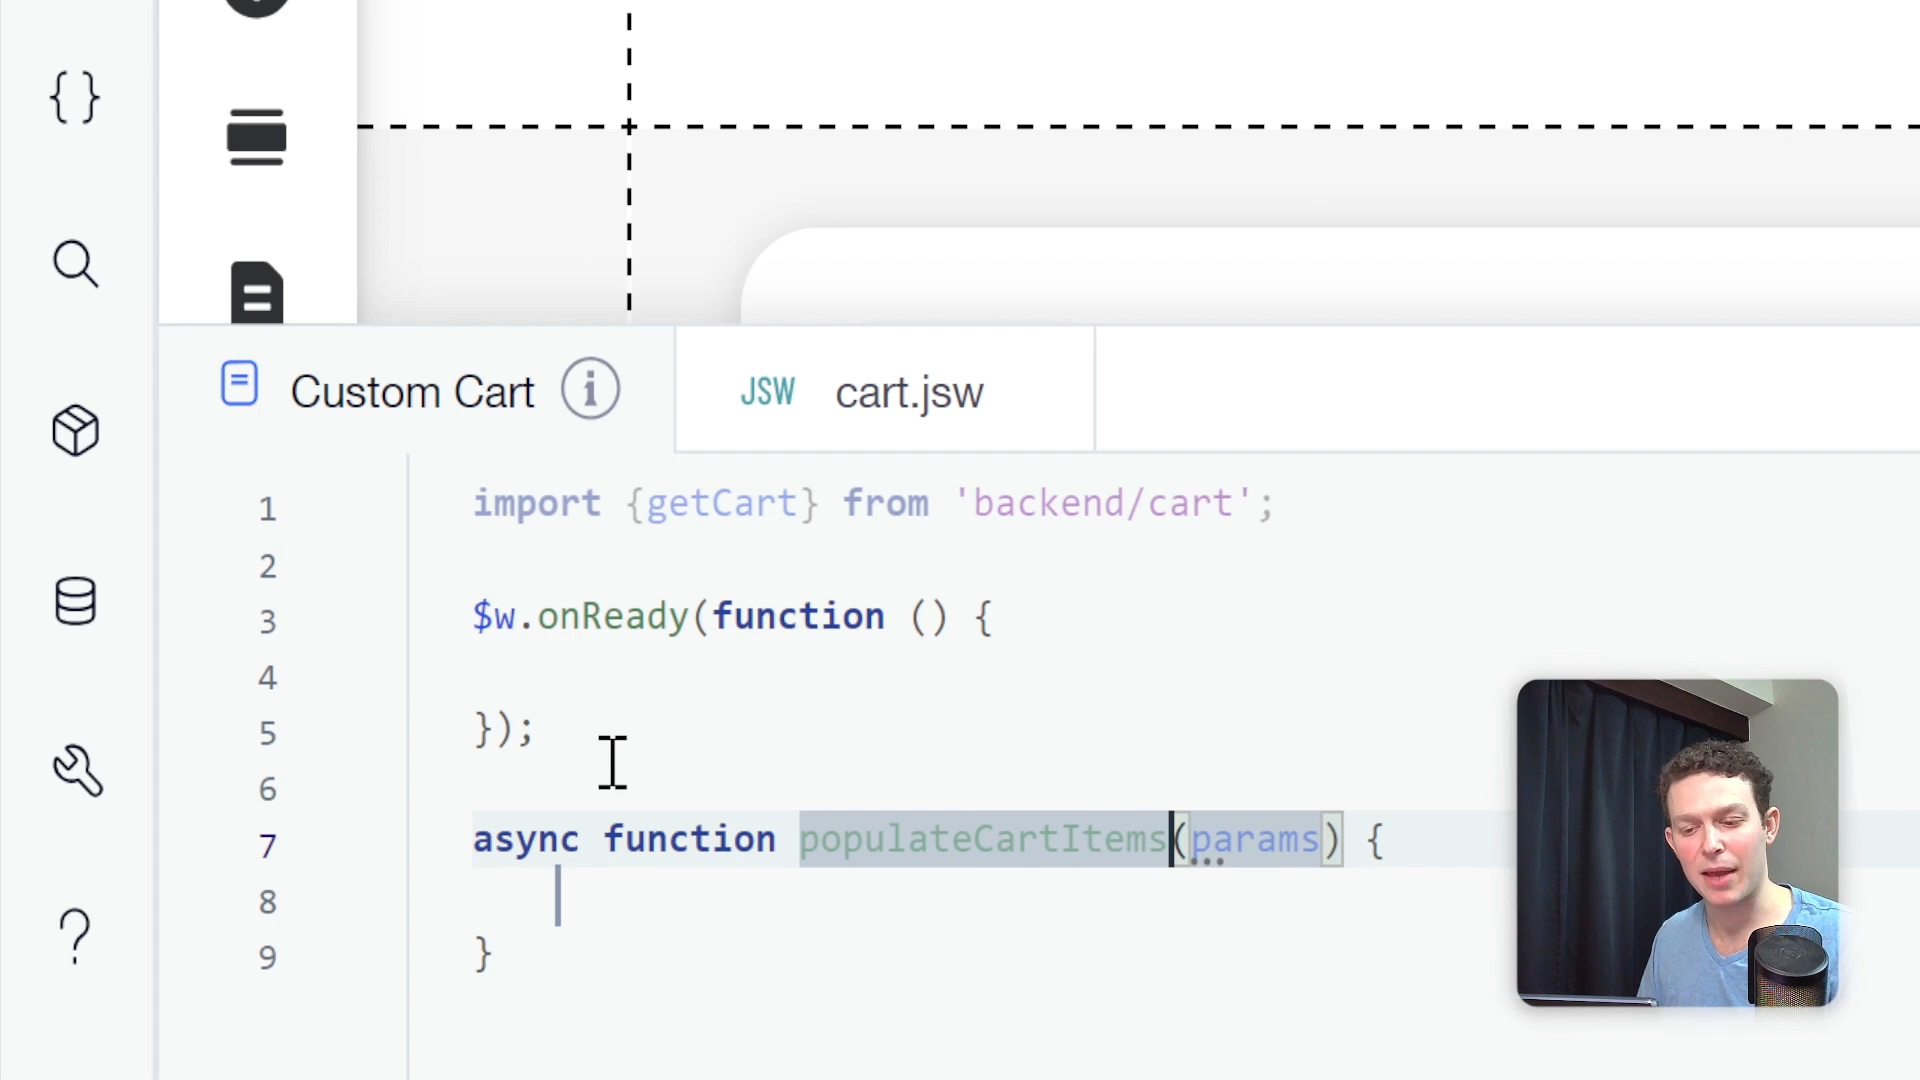 Custom Cart
JSW cart.jsw
1 import {getCart} from 'backend/cart';
2
3 $w.onReady(function () {
4
5 });
6
7 async function populateCartItems(params) {
8
9 }